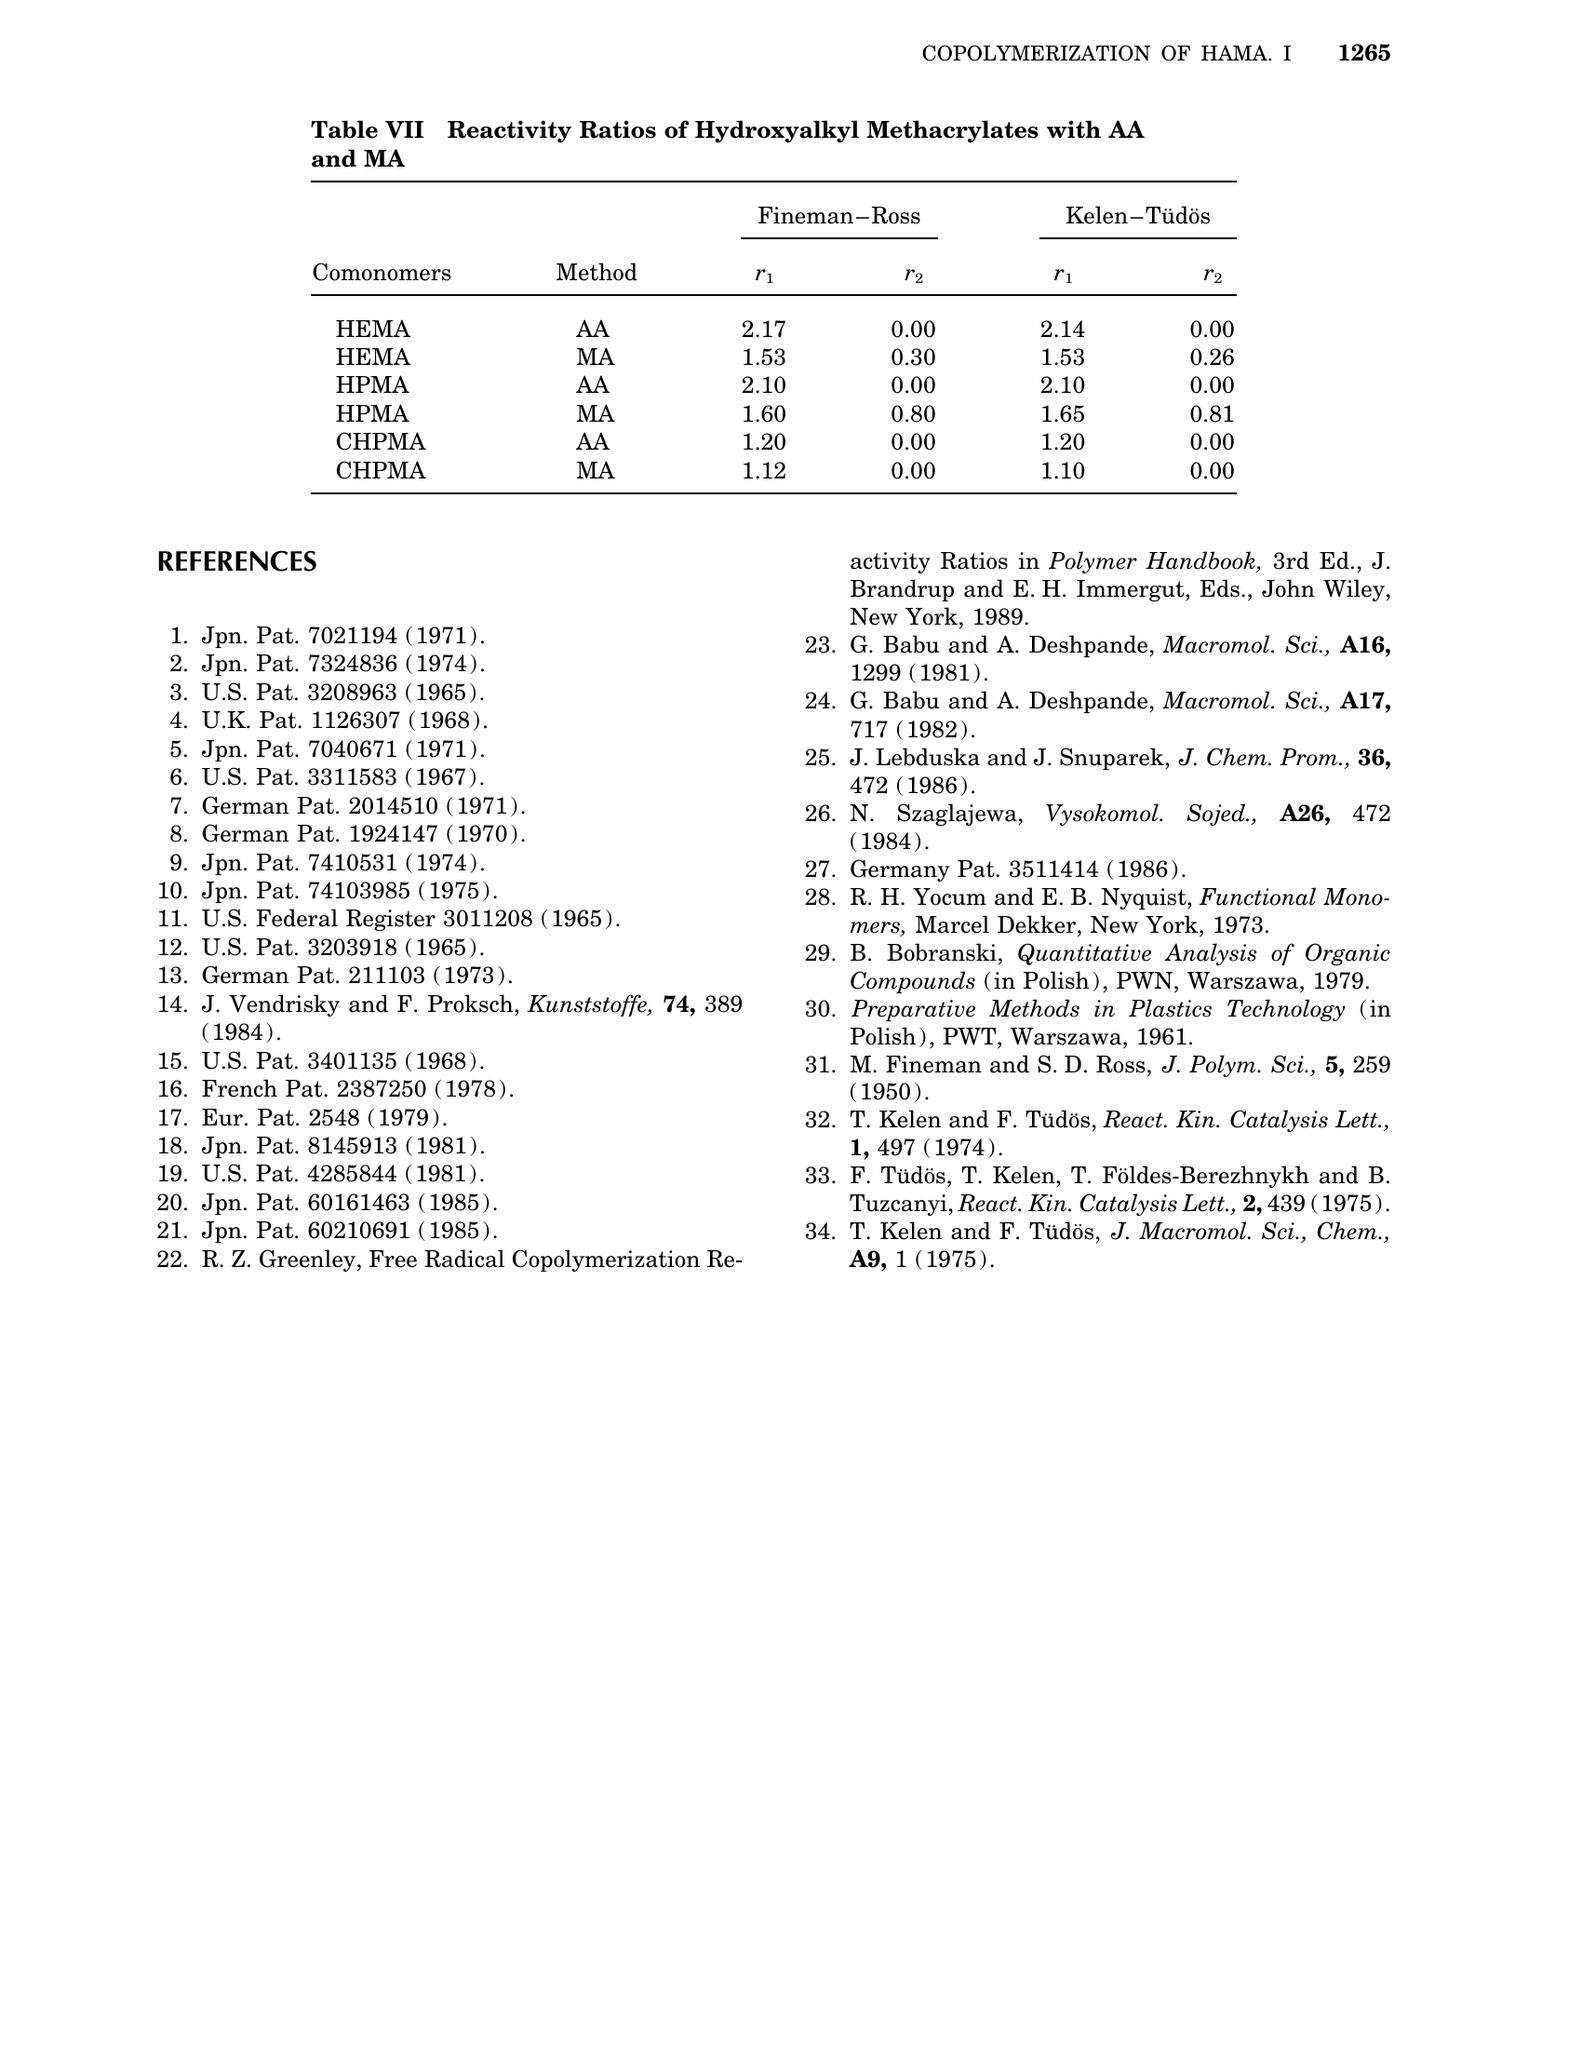 COPOLYMERIZATION OF HAMA. I 1265
Table VII Reactivity Ratios of Hydroxyalkyl Methacrylates with AA
and MA
Fineman–Ross Kelen–Tüdös
Comonomers Method r1 r2 r1 r2
HEMA AA 2.17 0.00 2.14 0.00
HEMA MA 1.53 0.30 1.53 0.26
HPMA AA 2.10 0.00 2.10 0.00
HPMA MA 1.60 0.80 1.65 0.81
CHPMA AA 1.20 0.00 1.20 0.00
CHPMA MA 1.12 0.00 1.10 0.00
REFERENCES
1. Jpn. Pat. 7021194 (1971).
2. Jpn. Pat. 7324836 (1974).
3. U.S. Pat. 3208963 (1965).
4. U.K. Pat. 1126307 (1968).
5. Jpn. Pat. 7040671 (1971).
6. U.S. Pat. 3311583 (1967).
7. German Pat. 2014510 (1971).
8. German Pat. 1924147 (1970).
9. Jpn. Pat. 7410531 (1974).
10. Jpn. Pat. 74103985 (1975).
11. U.S. Federal Register 3011208 (1965).
12. U.S. Pat. 3203918 (1965).
13. German Pat. 211103 (1973).
14. J. Vendrisky and F. Proksch, Kunststoffe, 74, 389
(1984).
15. U.S. Pat. 3401135 (1968).
16. French Pat. 2387250 (1978).
17. Eur. Pat. 2548 (1979).
18. Jpn. Pat. 8145913 (1981).
19. U.S. Pat. 4285844 (1981).
20. Jpn. Pat. 60161463 (1985).
21. Jpn. Pat. 60210691 (1985).
22. R. Z. Greenley, Free Radical Copolymerization Re-
activity Ratios in Polymer Handbook, 3rd Ed., J.
Brandrup and E. H. Immergut, Eds., John Wiley,
New York, 1989.
23. G. Babu and A. Deshpande, Macromol. Sci., A16,
1299 (1981).
24. G. Babu and A. Deshpande, Macromol. Sci., A17,
717 (1982).
25. J. Lebduska and J. Snuparek, J. Chem. Prom., 36,
472 (1986).
26. N. Szaglajewa, Vysokomol. Sojed., A26, 472
(1984).
27. Germany Pat. 3511414 (1986).
28. R. H. Yocum and E. B. Nyquist, Functional Mono-
mers, Marcel Dekker, New York, 1973.
29. B. Bobranski, Quantitative Analysis of Organic
Compounds (in Polish), PWN, Warszawa, 1979.
30. Preparative Methods in Plastics Technology (in
Polish), PWT, Warszawa, 1961.
31. M. Fineman and S. D. Ross, J. Polym. Sci., 5, 259
(1950).
32. T. Kelen and F. Tüdös, React. Kin. Catalysis Lett.,
1, 497 (1974).
33. F. Tüdös, T. Kelen, T. Földes-Berezhnykh and B.
Tuzcanyi, React. Kin. Catalysis Lett., 2, 439 (1975).
34. T. Kelen and F. Tüdös, J. Macromol. Sci., Chem.,
A9, 1 (1975).